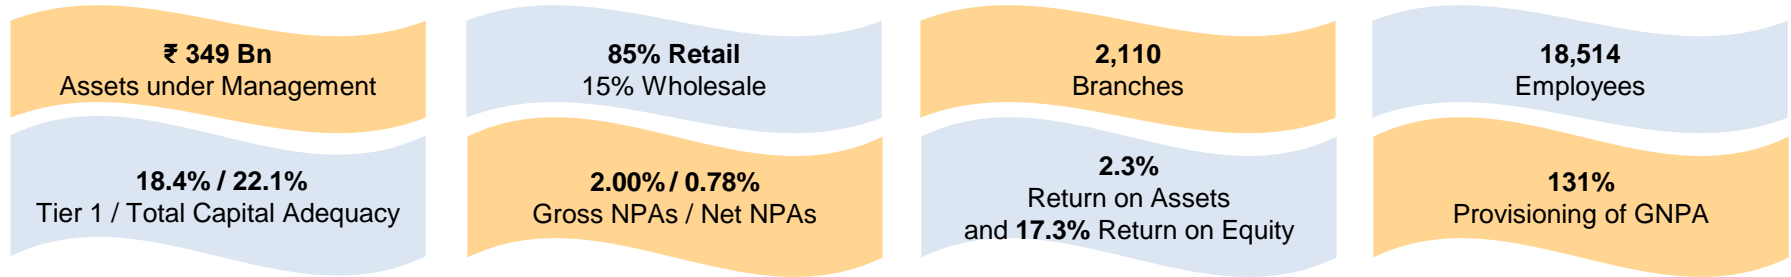 ₹ 349 Bn
Assets under Management
85% Retail
15% Wholesale
2,110
Branches
18,514
Employees
18.4% / 22.1%
Tier 1 / Total Capital Adequacy
2.00% / 0.78%
Gross NPAs / Net NPAs
2.3%
Return on Assets
and 17.3% Return on Equity
131%
Provisioning of GNPA